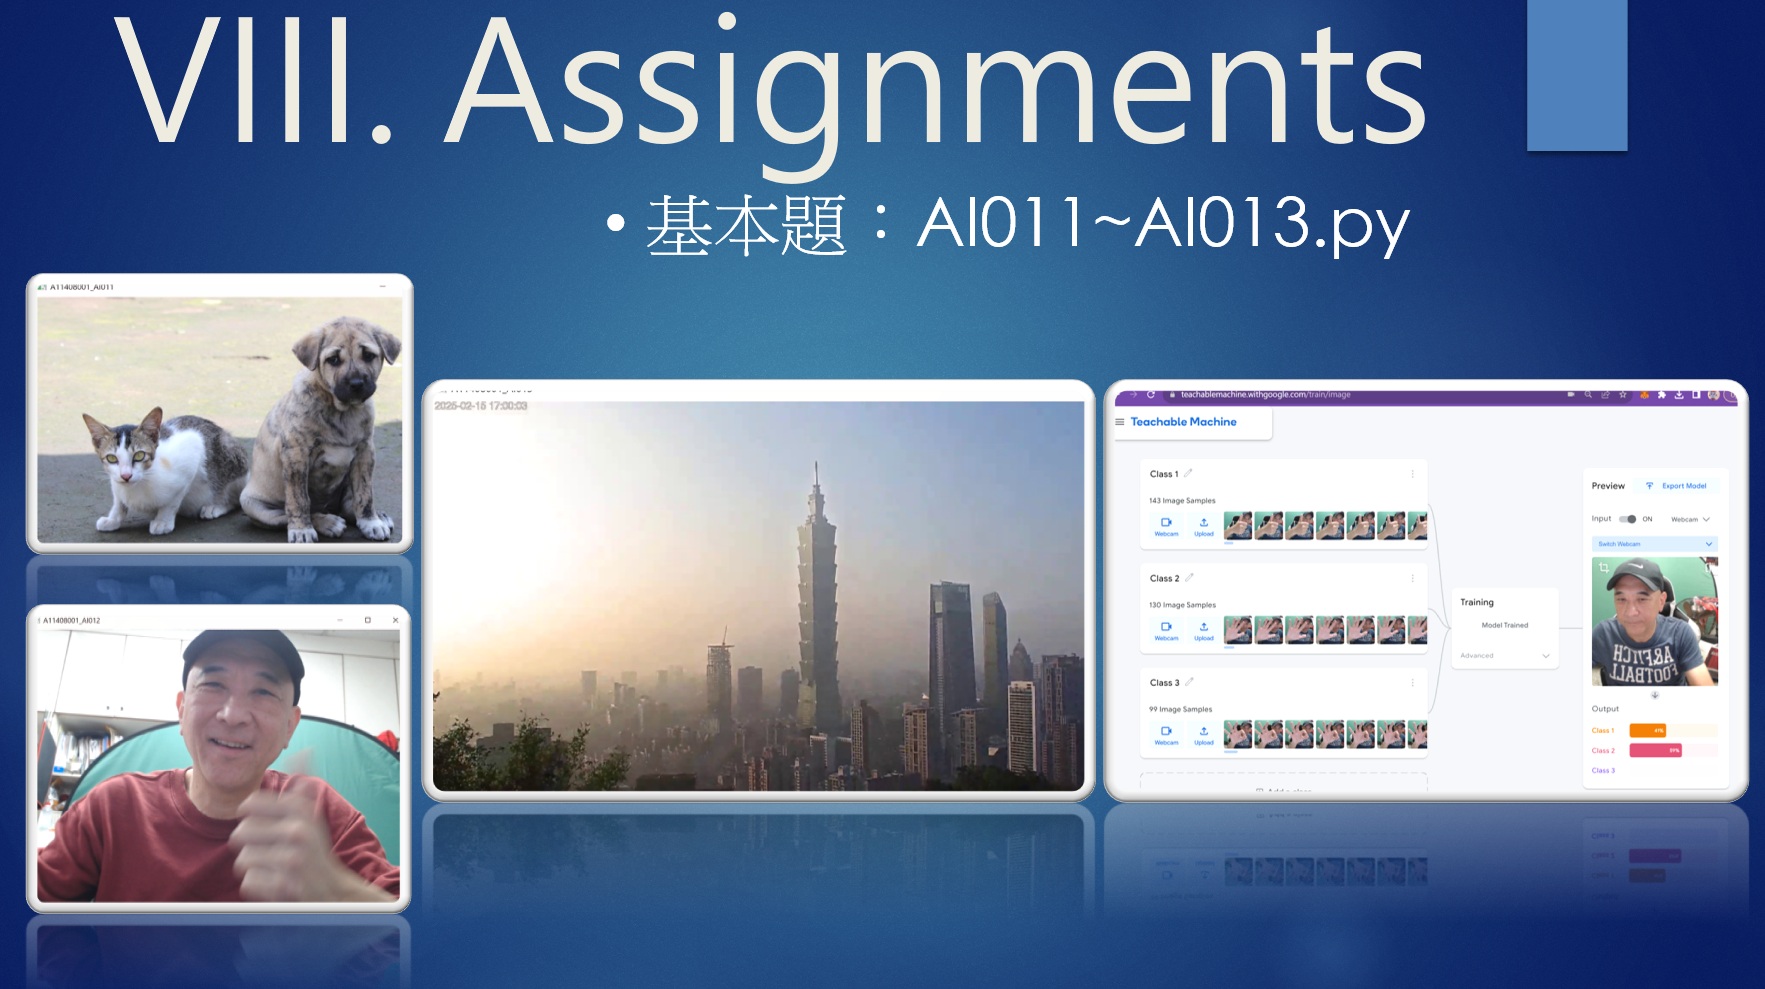 VIII. Assignments
• 基本題：AI011~AI013.py
A11408001_AI011
2026-02-15 17:00:03
A11408001_AI012
teachablemachine.withgoogle.com/train/image
Teachable Machine
Class 1
143 Image Samples
Webcam
Upload
Class 2
130 Image Samples
Webcam
Upload
Class 3
99 Image Samples
Webcam
Upload
Training
Model Trained
Advanced
Preview
Export Model
Input
ON
Webcam
Switch Webcam
Output
Class 1
41%
Class 2
59%
Class 3